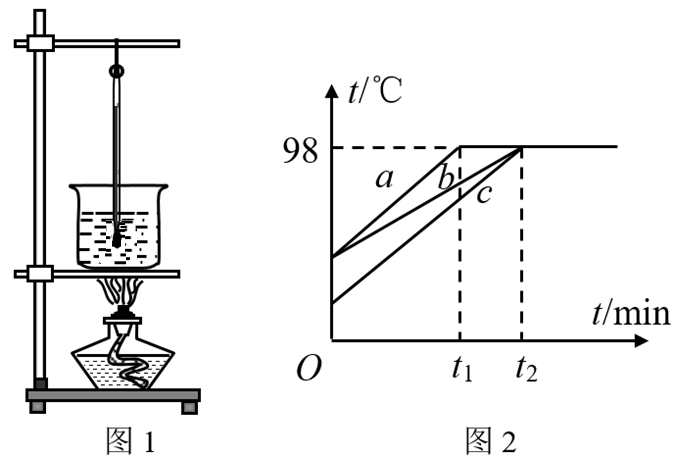 t/℃
98
a
b
c
t/min
O
t₁
t₂
图 1
图 2